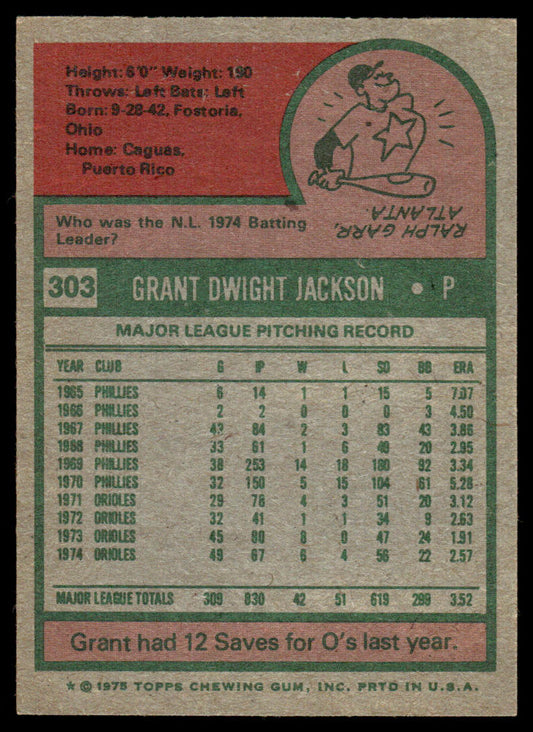 Height: 6'0" Weight: 190
Throws: Left Bats: Left
Born: 9-28-42, Fostoria,
Ohio
Home: Caguas,
Puerto Rico
Who was the N.L. 1974 Batting
Leader?
RALPH GARR,
ATLANTA
303 GRANT DWIGHT JACKSON • P
MAJOR LEAGUE PITCHING RECORD
YEAR CLUB G IP W L SO BB ERA
1965 PHILLIES 6 14 1 1 15 5 7.07
1966 PHILLIES 2 2 0 0 0 3 4.50
1967 PHILLIES 43 84 2 3 83 43 3.86
1968 PHILLIES 33 61 1 6 49 20 2.95
1969 PHILLIES 38 253 14 18 180 92 3.34
1970 PHILLIES 32 150 5 15 104 61 5.28
1971 ORIOLES 29 78 4 3 51 20 3.12
1972 ORIOLES 32 41 1 1 34 9 2.63
1973 ORIOLES 45 80 8 0 47 24 1.91
1974 ORIOLES 49 67 6 4 56 22 2.57
MAJOR LEAGUE TOTALS 309 830 42 51 619 299 3.52
Grant had 12 Saves for O's last year.
★ © 1975 TOPPS CHEWING GUM, INC. PRTD IN U.S.A.